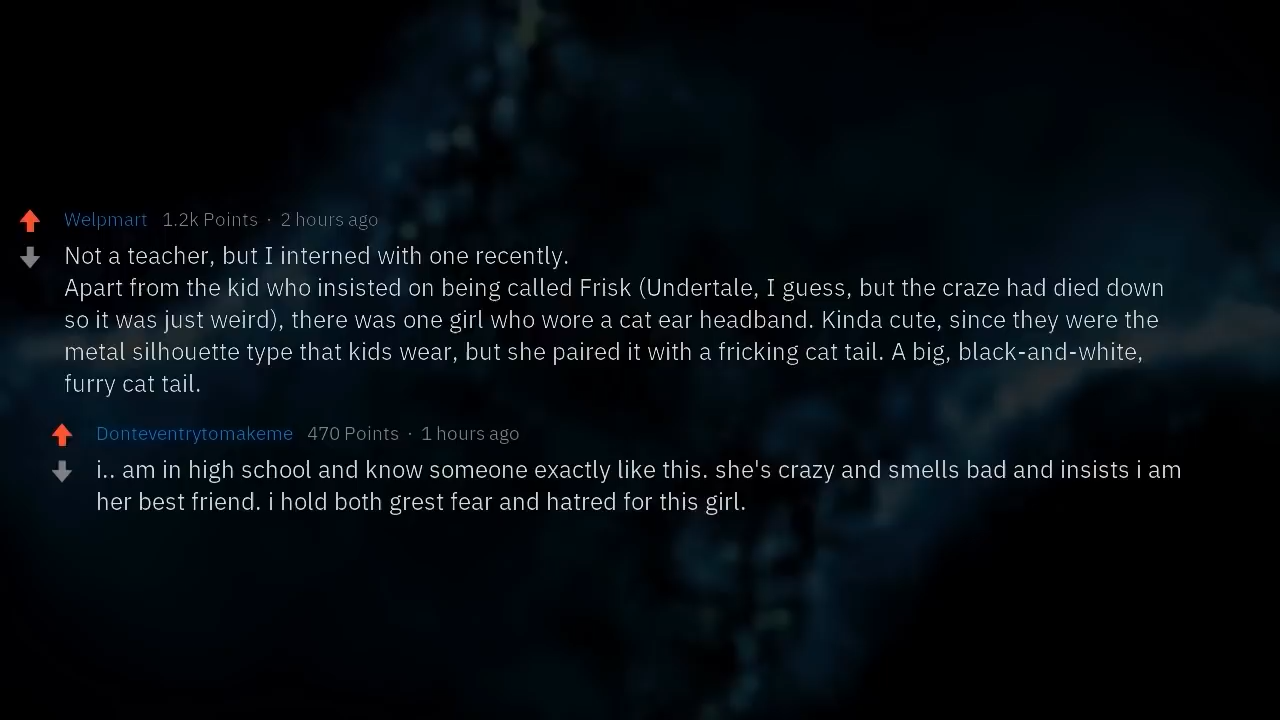 Welpmart 1.2k Points · 2 hours ago
Not a teacher, but I interned with one recently.
Apart from the kid who insisted on being called Frisk (Undertale, I guess, but the craze had died down
so it was just weird), there was one girl who wore a cat ear headband. Kinda cute, since they were the
metal silhouette type that kids wear, but she paired it with a fricking cat tail. A big, black-and-white,
furry cat tail.
Donteventrytomakeme 470 Points · 1 hours ago
i.. am in high school and know someone exactly like this. she's crazy and smells bad and insists i am
her best friend. i hold both grest fear and hatred for this girl.